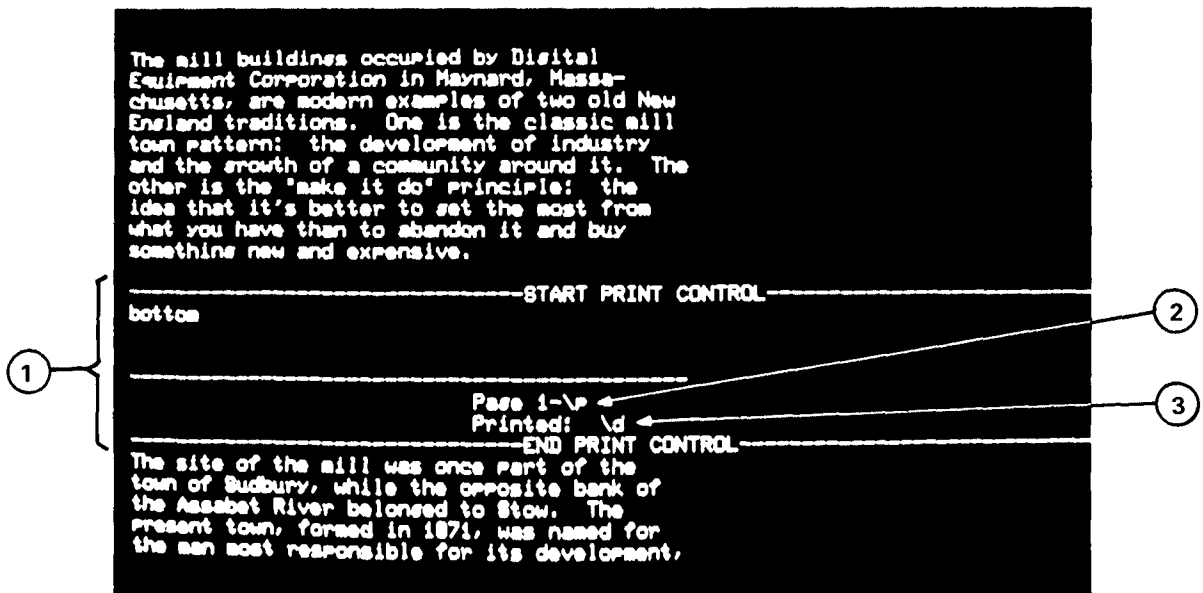 The mill buildings occupied by Digital
Equipment Corporation in Maynard, Massa-
chusetts, are modern examples of two old New
England traditions.  One is the classic mill
town pattern:  the development of industry
and the growth of a community around it.  The
other is the "make it do" principle:  the
idea that it's better to get the most from
what you have than to abandon it and buy
something new and expensive.
START PRINT CONTROL
bottom
2
1
Page 1-\p
3
Printed:  \d
END PRINT CONTROL
The site of the mill was once part of the
town of Sudbury, while the opposite bank of
the Assabet River belonged to Stow.  The
present town, formed in 1871, was named for
the man most responsible for its development,